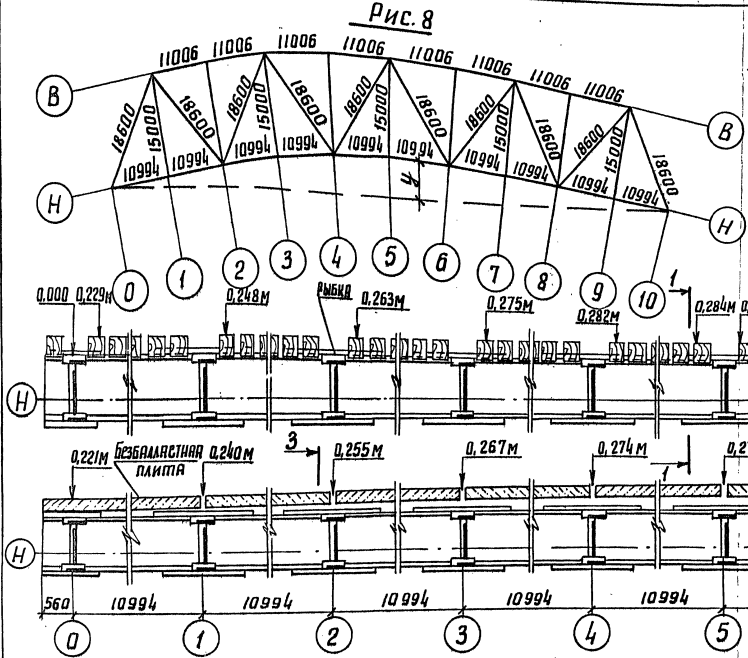 Рис. 8
11006 11006 11006 11006 11006 11006 11006 11006
В
18600 15000 18600 15000 18600 18600 15000 18600 15000 18600 18600 15000 18600
10994 10994 10994 10994 10994 10994 10994 10994 10994 10994
У
В
Н
Н
0 1 2 3 4 5 6 7 8 9 10
0,000 0,229м 0,248м РЫБКА 0,263м 0,275м 0,282м 1 0,284м 0,
Н
0,221м БЕЗБАЛЛАСТНАЯ ПЛИТА 0,240м 3 0,255м 0,267м 0,274м 1 0,27
Н
560 10994 10994 10994 10994 10994
0 1 2 3 4 5